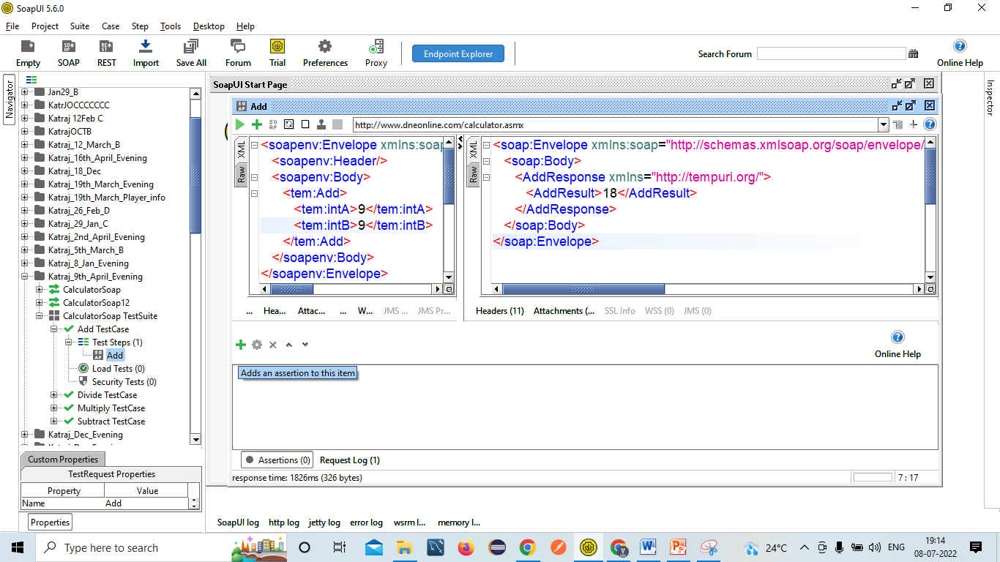 SoapUI 5.6.0
File Project Suite Case Step Tools Desktop Help
Empty SOAP REST Import Save All Forum Trial Preferences Proxy Endpoint Explorer Search Forum Online Help
Navigator
Jan29_B
KatrJOCCCCCCC
Katraj 12Feb C
KatrajOCTB
Katraj_12_March_B
Katraj_16th_April_Evening
Katraj_18_Dec
Katraj_19th_March_Evening
Katraj_19th_March_Player_info
Katraj_26_Feb_D
Katraj_29_Jan_C
Katraj_2nd_April_Evening
Katraj_5th_March_B
Katraj_8_Jan_Evening
Katraj_9th_April_Evening
CalculatorSoap
CalculatorSoap12
CalculatorSoap TestSuite
Add TestCase
Test Steps (1)
Add
Load Tests (0)
Security Tests (0)
Divide TestCase
Multiply TestCase
Subtract TestCase
Katraj_Dec_Evening
Custom Properties
TestRequest Properties
Property Value
Name Add
Properties
SoapUI Start Page
Add
http://www.dneonline.com/calculator.asmx
XML
Raw
<soapenv:Envelope xmlns:soap
<soapenv:Header/>
<soapenv:Body>
<tem:Add>
<tem:intA>9</tem:intA>
<tem:intB>9</tem:intB>
</tem:Add>
</soapenv:Body>
</soapenv:Envelope>
... Hea... Attac... ... W... JMS ... JMS Pr...
XML
Raw
<soap:Envelope xmlns:soap="http://schemas.xmlsoap.org/soap/envelope/
<soap:Body>
<AddResponse xmlns="http://tempuri.org/">
<AddResult>18</AddResult>
</AddResponse>
</soap:Body>
</soap:Envelope>
Headers (11) Attachments (... SSL Info WSS (0) JMS (0)
Online Help
Adds an assertion to this item
Assertions (0) Request Log (1)
response time: 1826ms (326 bytes) 7 : 17
Inspector
SoapUI log http log jetty log error log wsrm l... memory l...
Type here to search
24°C ENG
19:14
08-07-2022